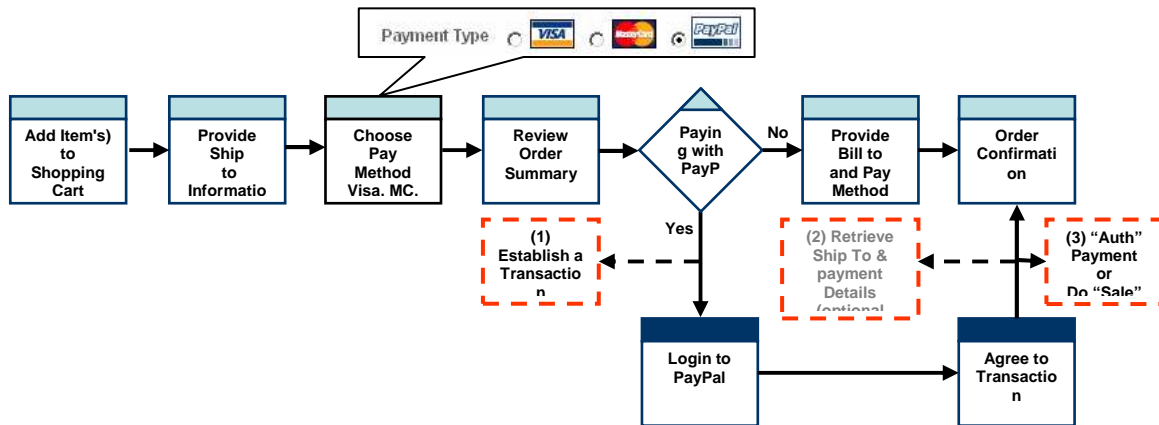 Payment Type
VISA
MasterCard
PayPal
Add Item's)
to
Shopping
Cart
Provide
Ship
to
Informatio
Choose
Pay
Method
Visa. MC.
Review
Order
Summary
Payin
g with
PayP
No
Provide
Bill to
and Pay
Method
Order
Confirmati
on
Yes
(1)
Establish a
Transactio
n
(2) Retrieve
Ship To &
payment
Details
(optional
(3) “Auth”
Payment
or
Do “Sale”
Login to
PayPal
Agree to
Transactio
n